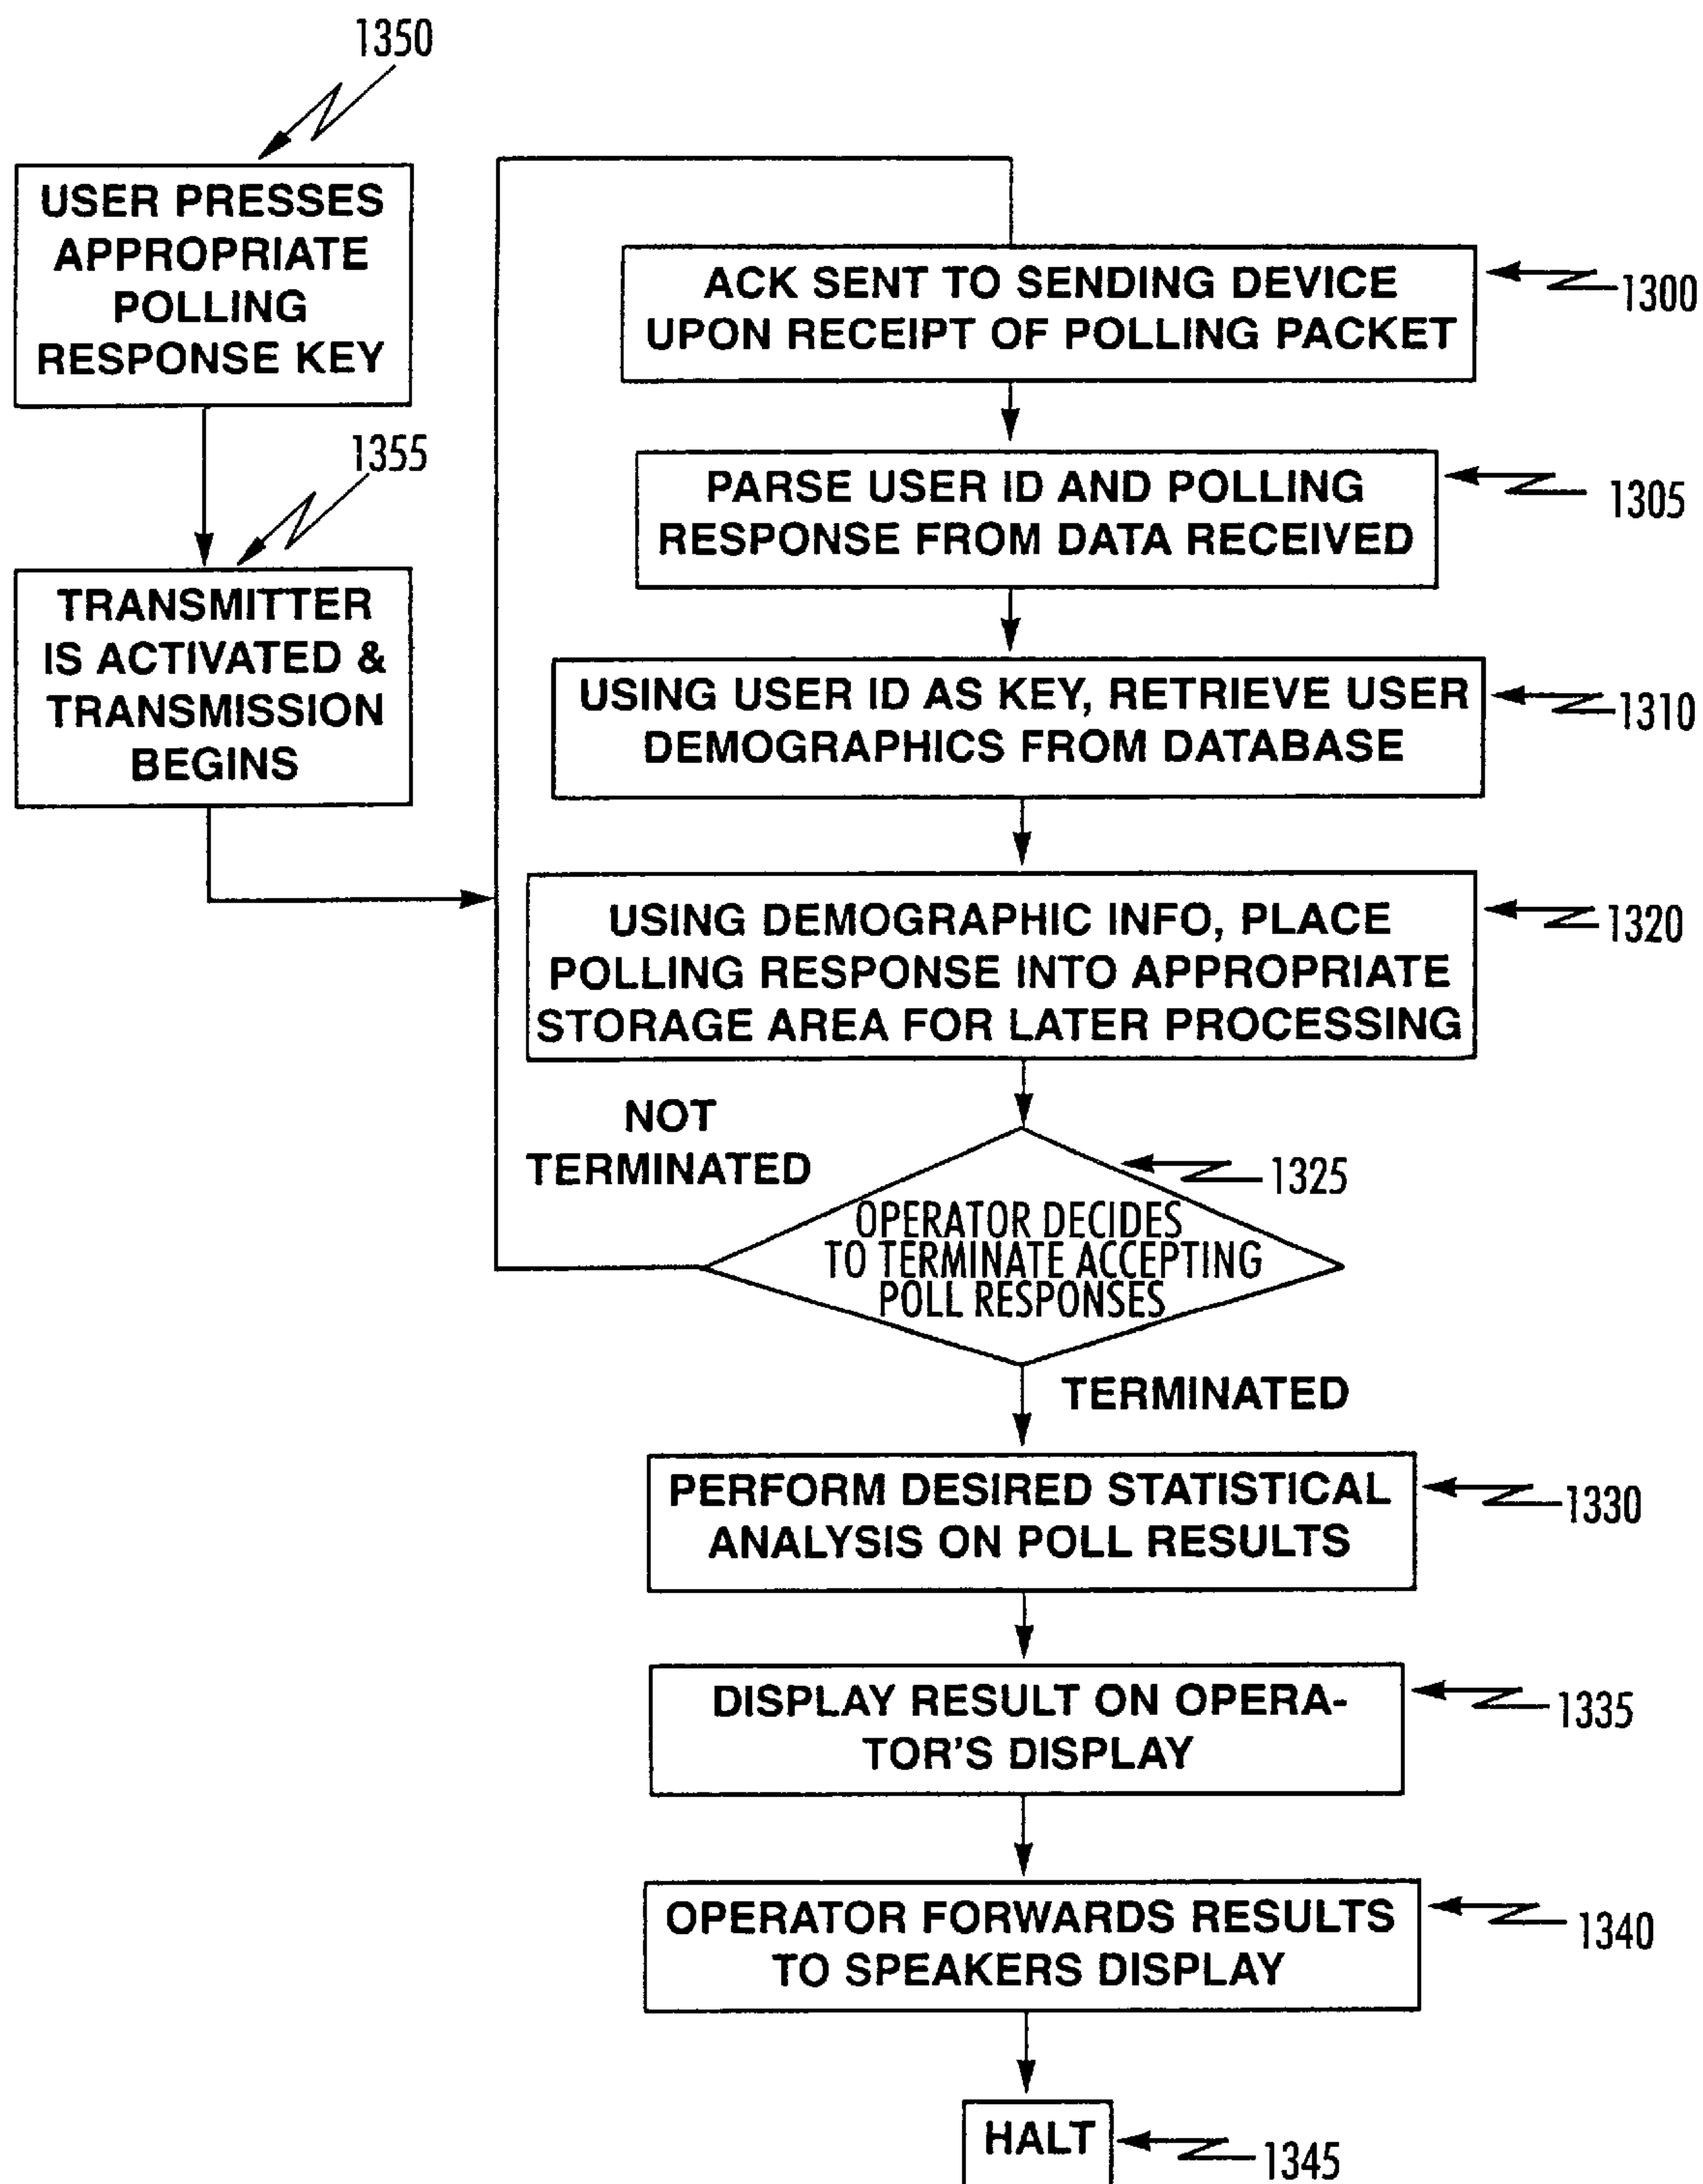 1350
USER PRESSES
APPROPRIATE
POLLING
RESPONSE KEY
1355
TRANSMITTER
IS ACTIVATED &
TRANSMISSION
BEGINS
ACK SENT TO SENDING DEVICE
UPON RECEIPT OF POLLING PACKET
1300
PARSE USER ID AND POLLING
RESPONSE FROM DATA RECEIVED
1305
USING USER ID AS KEY, RETRIEVE USER
DEMOGRAPHICS FROM DATABASE
1310
USING DEMOGRAPHIC INFO, PLACE
POLLING RESPONSE INTO APPROPRIATE
STORAGE AREA FOR LATER PROCESSING
1320
NOT
TERMINATED
1325
OPERATOR DECIDES
TO TERMINATE ACCEPTING
POLL RESPONSES
TERMINATED
PERFORM DESIRED STATISTICAL
ANALYSIS ON POLL RESULTS
1330
DISPLAY RESULT ON OPERA-
TOR'S DISPLAY
1335
OPERATOR FORWARDS RESULTS
TO SPEAKERS DISPLAY
1340
HALT
1345